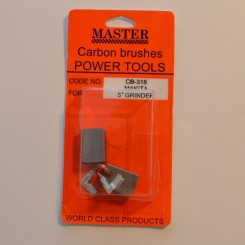 MASTER
Carbon brushes
POWER TOOLS
CODE NO. CB-318
MAKITA
FOR 5" GRINDER
WORLD CLASS PRODUCTS